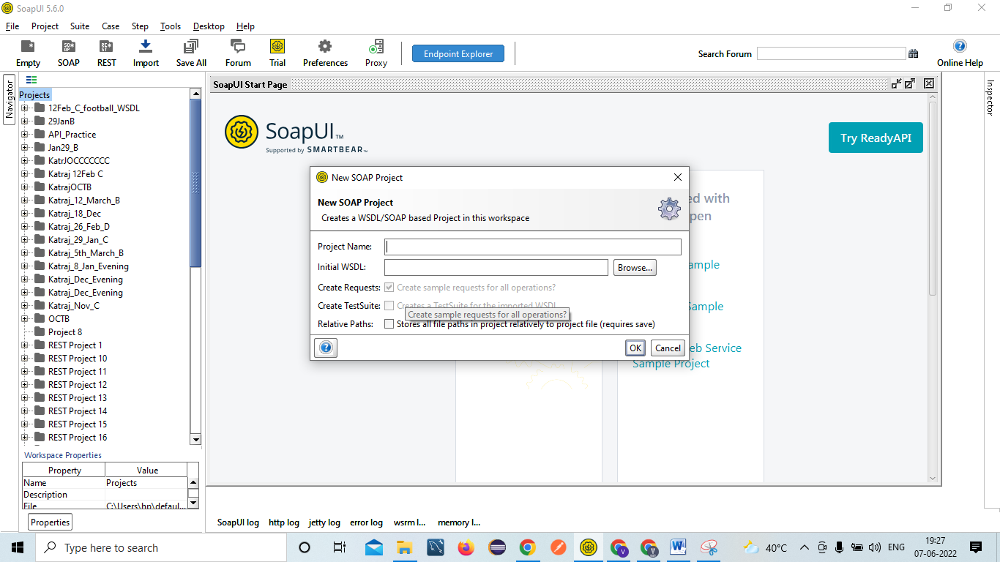 SoapUI 5.6.0
File Project Suite Case Step Tools Desktop Help
Empty SOAP REST Import Save All Forum Trial Preferences Proxy Endpoint Explorer Search Forum Online Help
Navigator
Inspector
Projects
12Feb_C_football_WSDL
29JanB
API_Practice
Jan29_B
KatrJOCCCCCCC
Katraj 12Feb C
KatrajOCTB
Katraj_12_March_B
Katraj_18_Dec
Katraj_26_Feb_D
Katraj_29_Jan_C
Katraj_5th_March_B
Katraj_8_Jan_Evening
Katraj_Dec_Evening
Katraj_Dec_Evening
Katraj_Nov_C
OCTB
Project 8
REST Project 1
REST Project 10
REST Project 11
REST Project 12
REST Project 13
REST Project 14
REST Project 15
REST Project 16
Workspace Properties
Property Value
Name Projects
Description
File C:\Users\hp\defaul...
Properties
SoapUI Start Page
SoapUI™
Supported by SMARTBEAR™
Try ReadyAPI
ed with
pen
ample
Sample
eb Service
Sample Project
New SOAP Project
New SOAP Project
Creates a WSDL/SOAP based Project in this workspace
Project Name:
Initial WSDL: Browse...
Create Requests: Create sample requests for all operations?
Create TestSuite: Creates a TestSuite for the imported WSDL
Create sample requests for all operations?
Relative Paths: Stores all file paths in project relatively to project file (requires save)
OK Cancel
SoapUI log http log jetty log error log wsrm l... memory l...
Type here to search
40°C ENG 19:27
07-06-2022